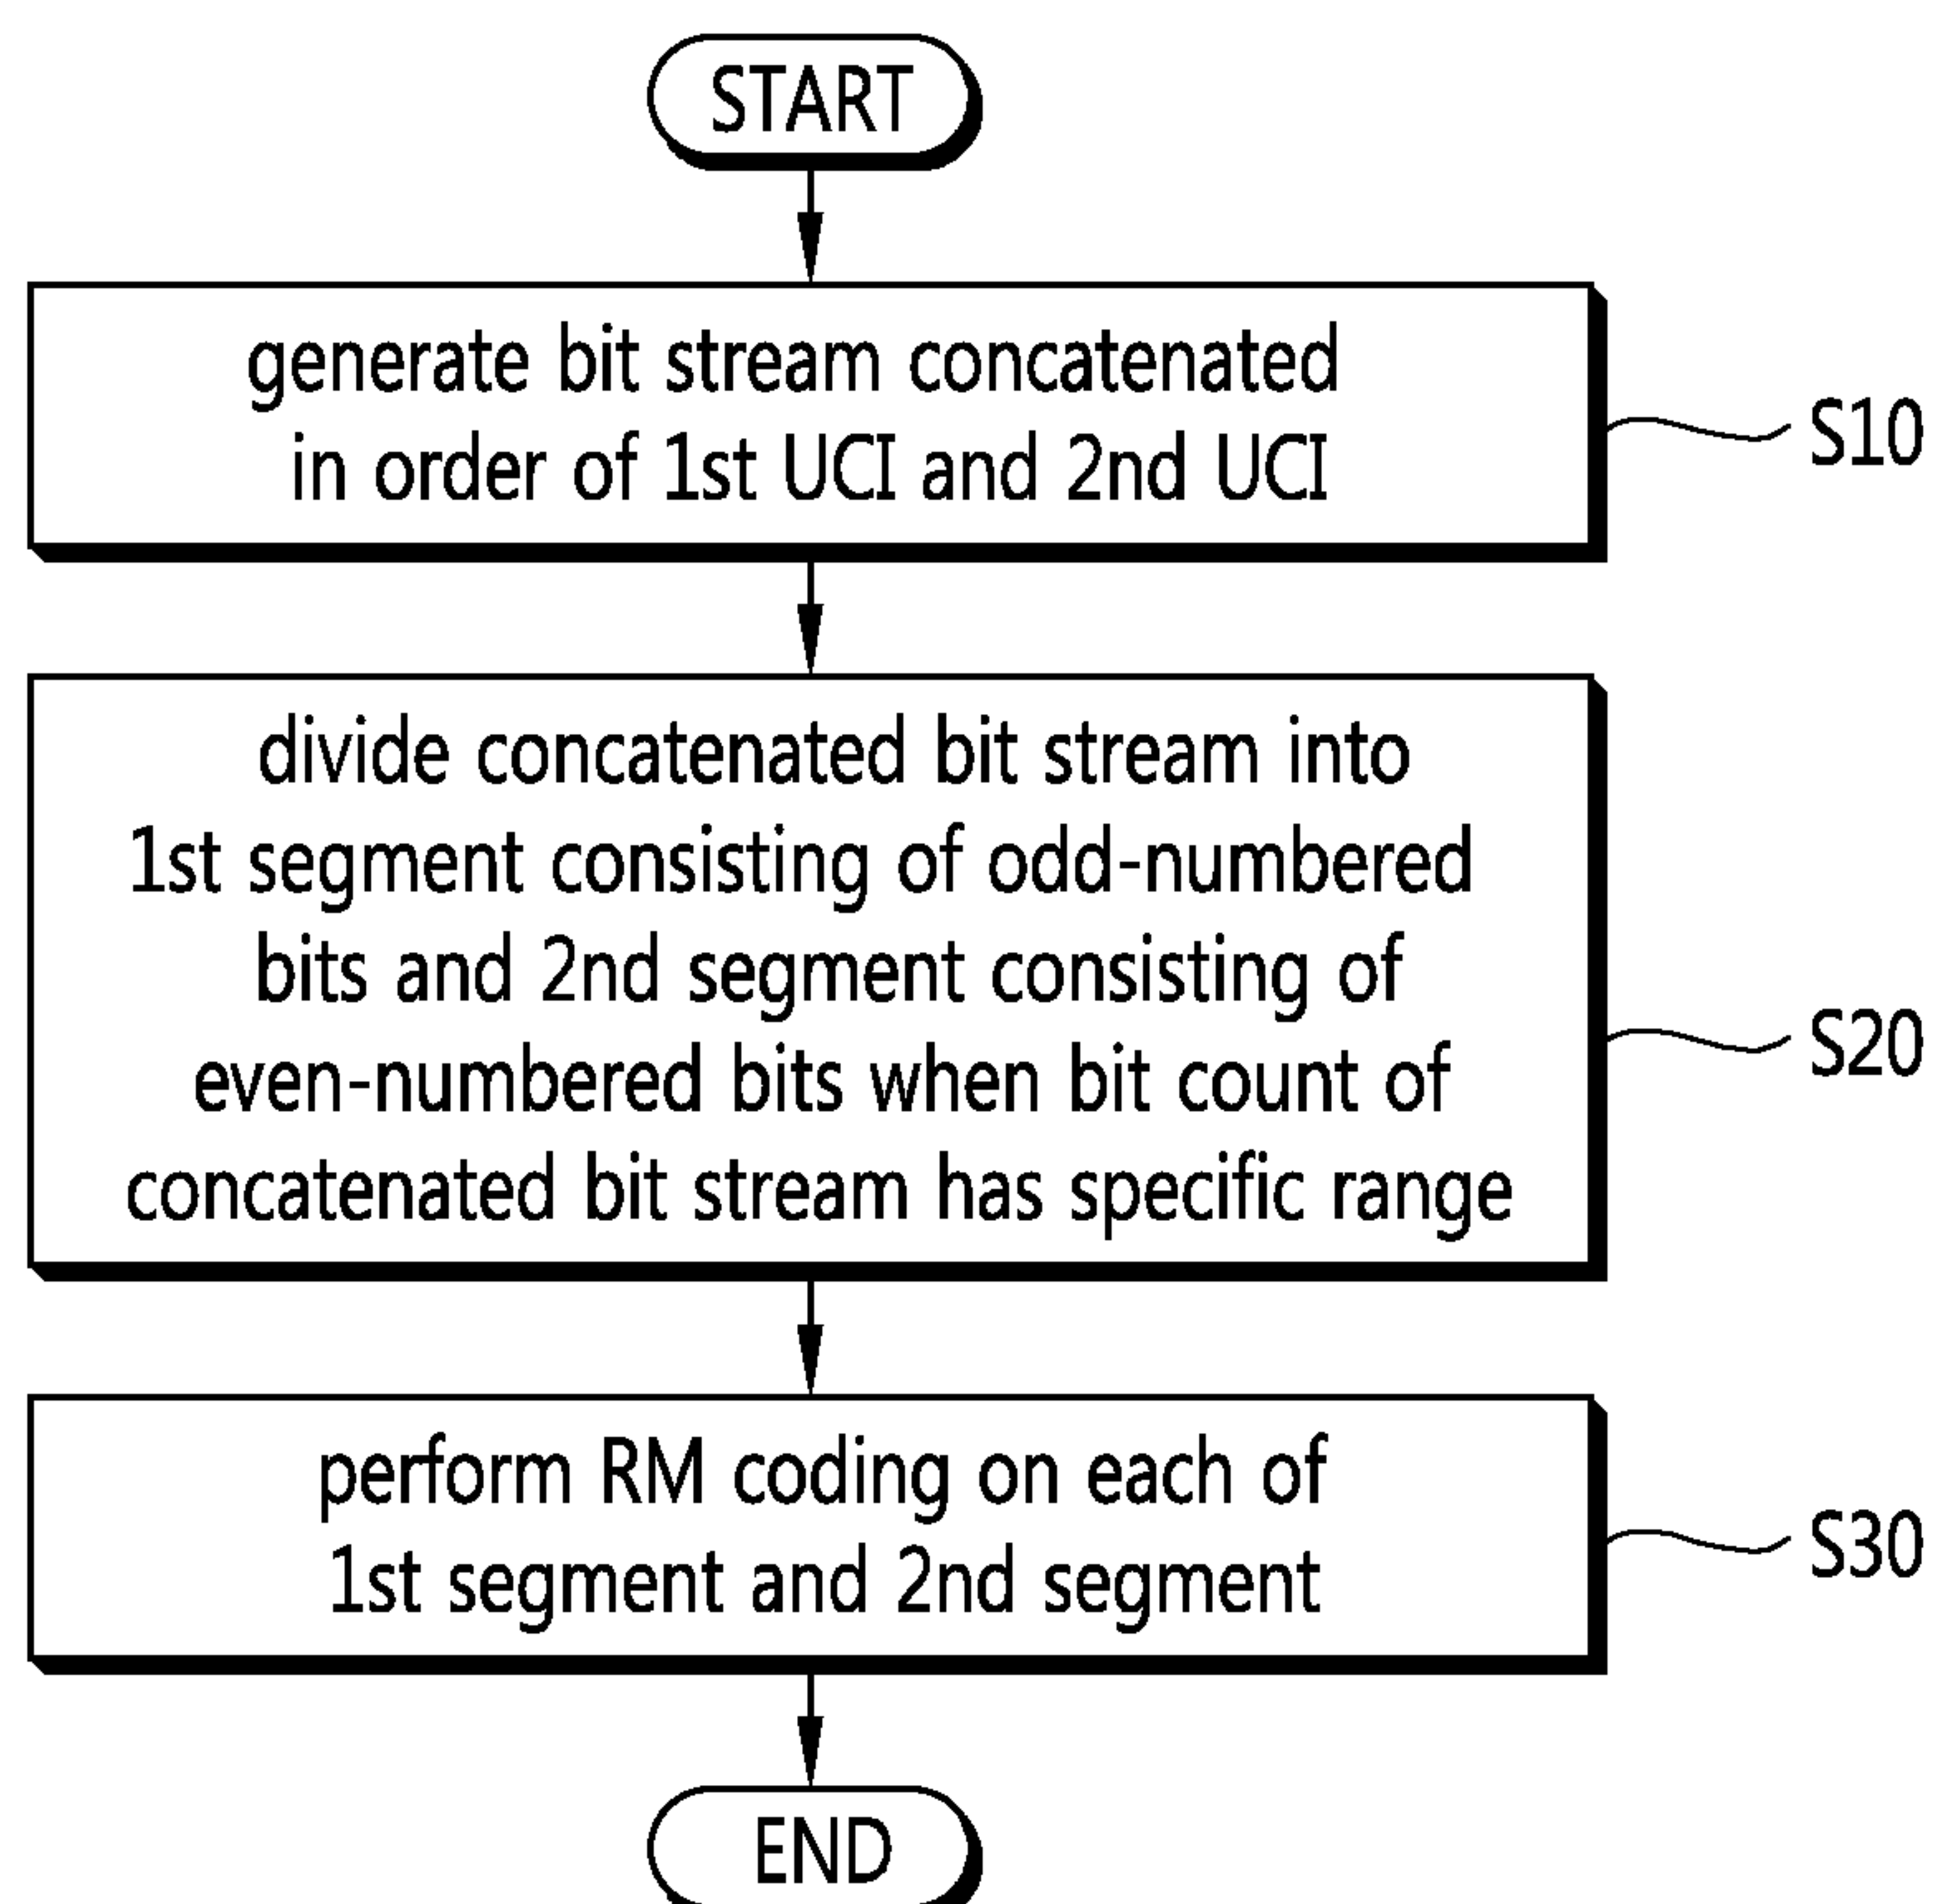 START
generate bit stream concatenated
in order of 1st UCI and 2nd UCI
S10
divide concatenated bit stream into
1st segment consisting of odd-numbered
bits and 2nd segment consisting of
even-numbered bits when bit count of
concatenated bit stream has specific range
S20
perform RM coding on each of
1st segment and 2nd segment
S30
END